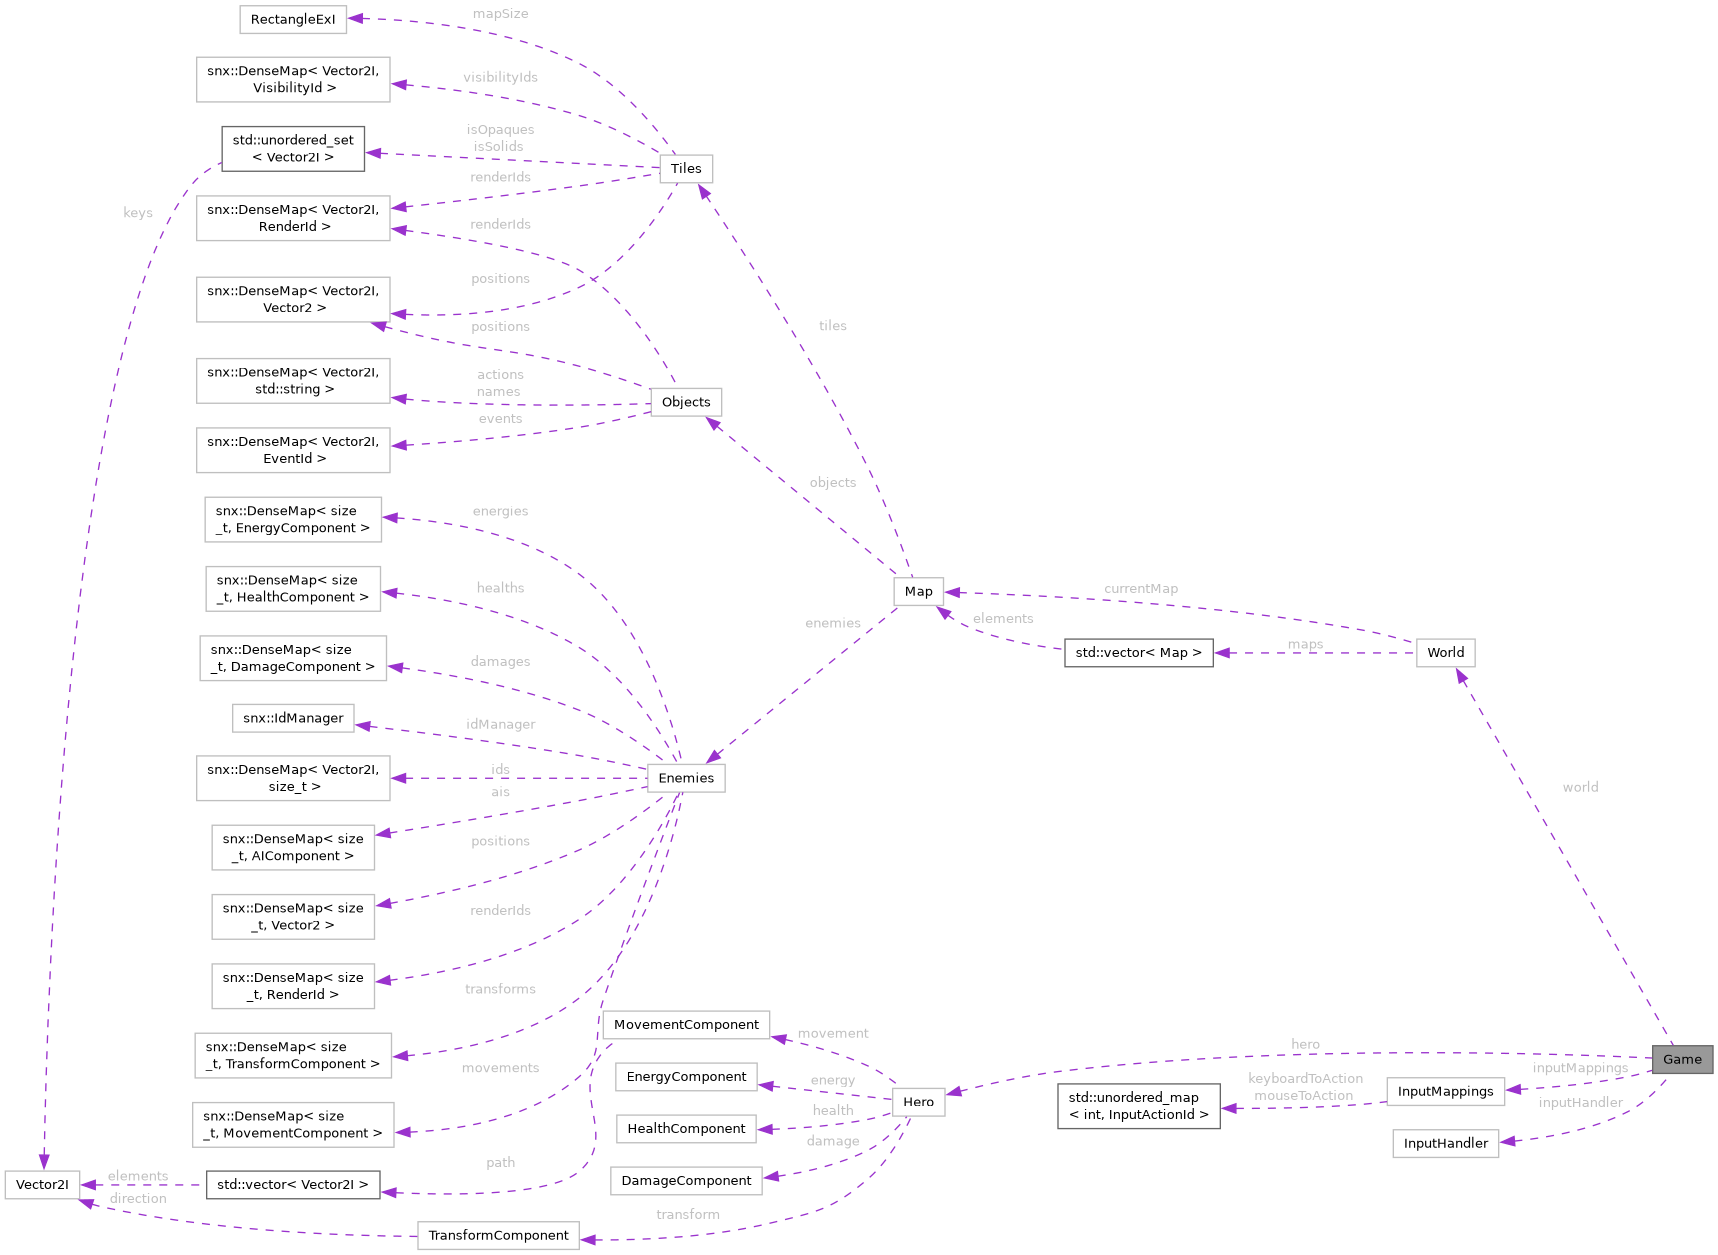 RectangleExI
mapSize
snx::DenseMap< Vector2I,
VisibilityId >
visibilityIds
std::unordered_set
< Vector2I >
isOpaques
isSolids
Tiles
renderIds
keys
snx::DenseMap< Vector2I,
RenderId >
renderIds
snx::DenseMap< Vector2I,
Vector2 >
positions
positions
tiles
snx::DenseMap< Vector2I,
std::string >
actions
names
Objects
events
snx::DenseMap< Vector2I,
EventId >
objects
snx::DenseMap< size
_t, EnergyComponent >
energies
snx::DenseMap< size
_t, HealthComponent >
healths
Map
currentMap
elements
enemies
snx::DenseMap< size
_t, DamageComponent >
damages
std::vector< Map >
maps
World
snx::IdManager
idManager
snx::DenseMap< Vector2I,
size_t >
ids
ais
Enemies
world
snx::DenseMap< size
_t, AIComponent >
positions
snx::DenseMap< size
_t, Vector2 >
renderIds
snx::DenseMap< size
_t, RenderId >
transforms
snx::DenseMap< size
_t, TransformComponent >
movements
MovementComponent
movement
hero
Game
EnergyComponent
energy
inputMappings
keyboardToAction
mouseToAction
std::unordered_map
< int, InputActionId >
InputMappings
Hero
health
inputHandler
snx::DenseMap< size
_t, MovementComponent >
HealthComponent
damage
InputHandler
path
DamageComponent
Vector2I
elements
direction
std::vector< Vector2I >
transform
TransformComponent